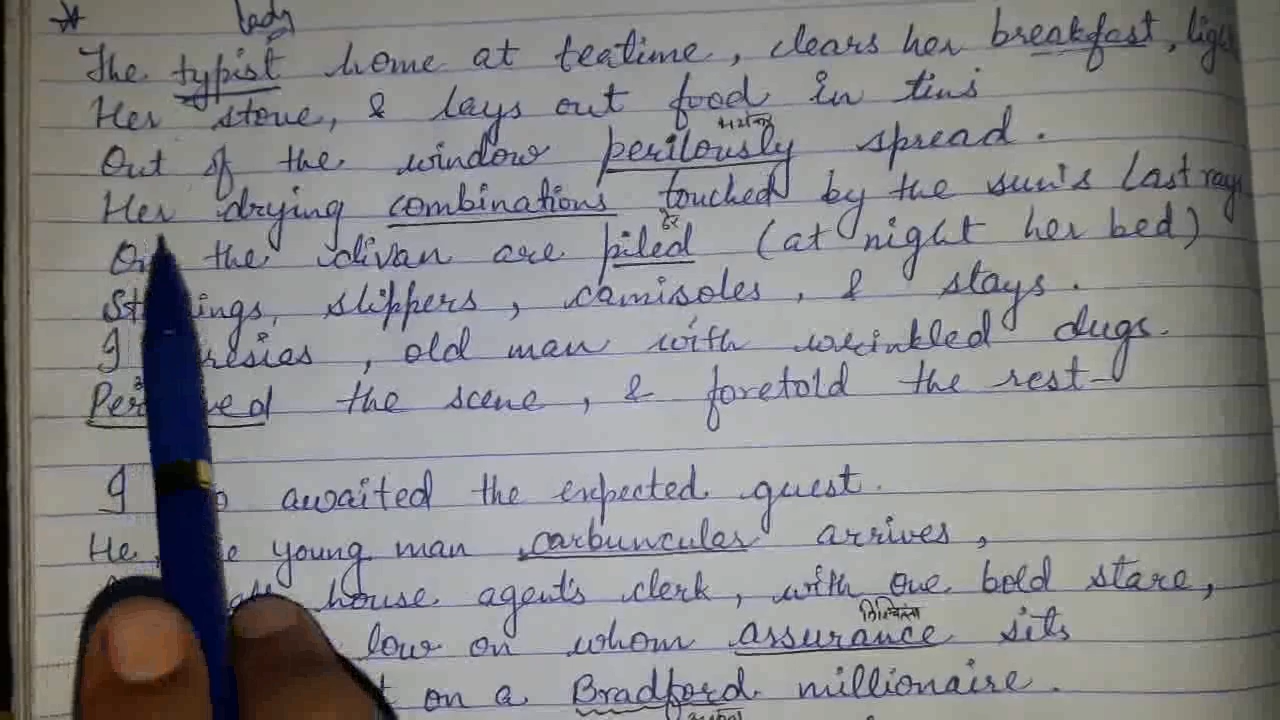 lady
The typist home at teatime, clears her breakfast,
Her stove, & lays out food in tins
Out of the window perilously spread.
Her drying combinations touched by the sun's last rays
the divan are piled (at night her bed)
ढेर
slippers, camisoles, & stays.
I old man with wrinkled dugs.
the scene, & foretold the rest-
I awaited the expected guest.
He, young man carbuncular arrives,
house agent's clerk, with one bold stare,
निश्चितता
low on whom assurance sits
on a Bradford millionaire.